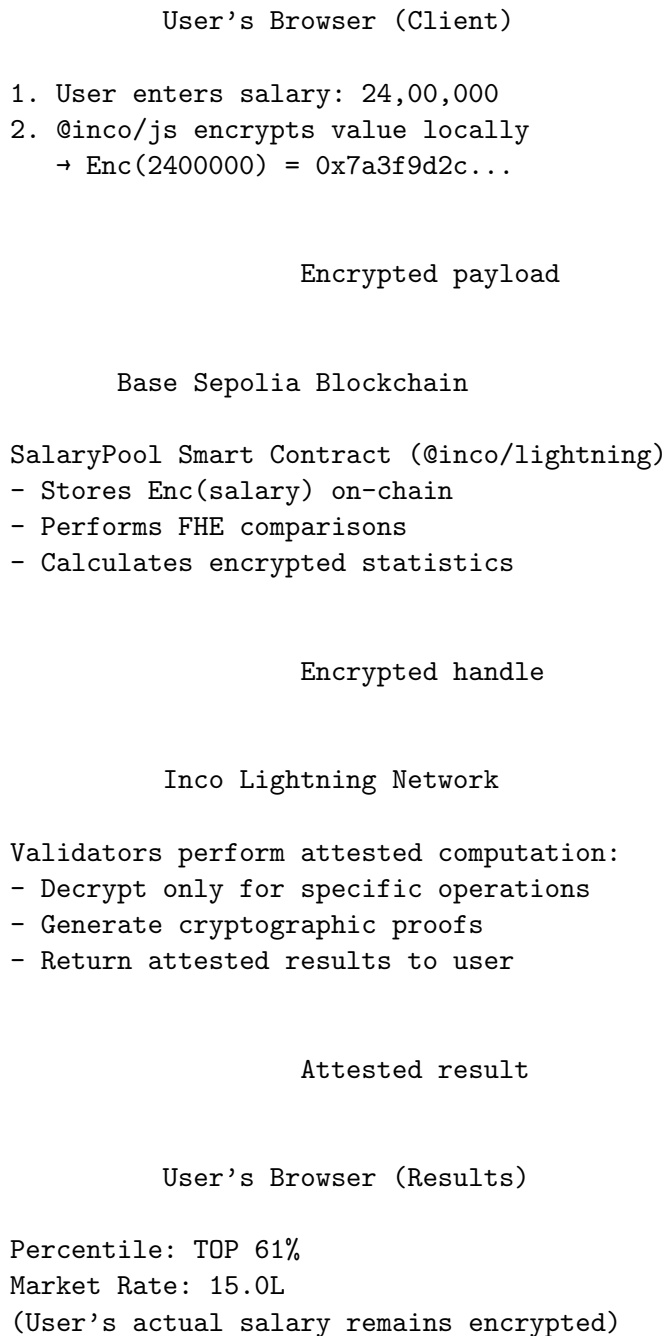 User’s Browser (Client)
1. User enters salary: 24,00,000
2. @inco/js encrypts value locally
→ Enc(2400000) = 0x7a3f9d2c...
Encrypted payload
Base Sepolia Blockchain
SalaryPool Smart Contract (@inco/lightning)
- Stores Enc(salary) on-chain
- Performs FHE comparisons
- Calculates encrypted statistics
Encrypted handle
Inco Lightning Network
Validators perform attested computation:
- Decrypt only for specific operations
- Generate cryptographic proofs
- Return attested results to user
Attested result
User’s Browser (Results)
Percentile: TOP 61%
Market Rate: 15.0L
(User’s actual salary remains encrypted)